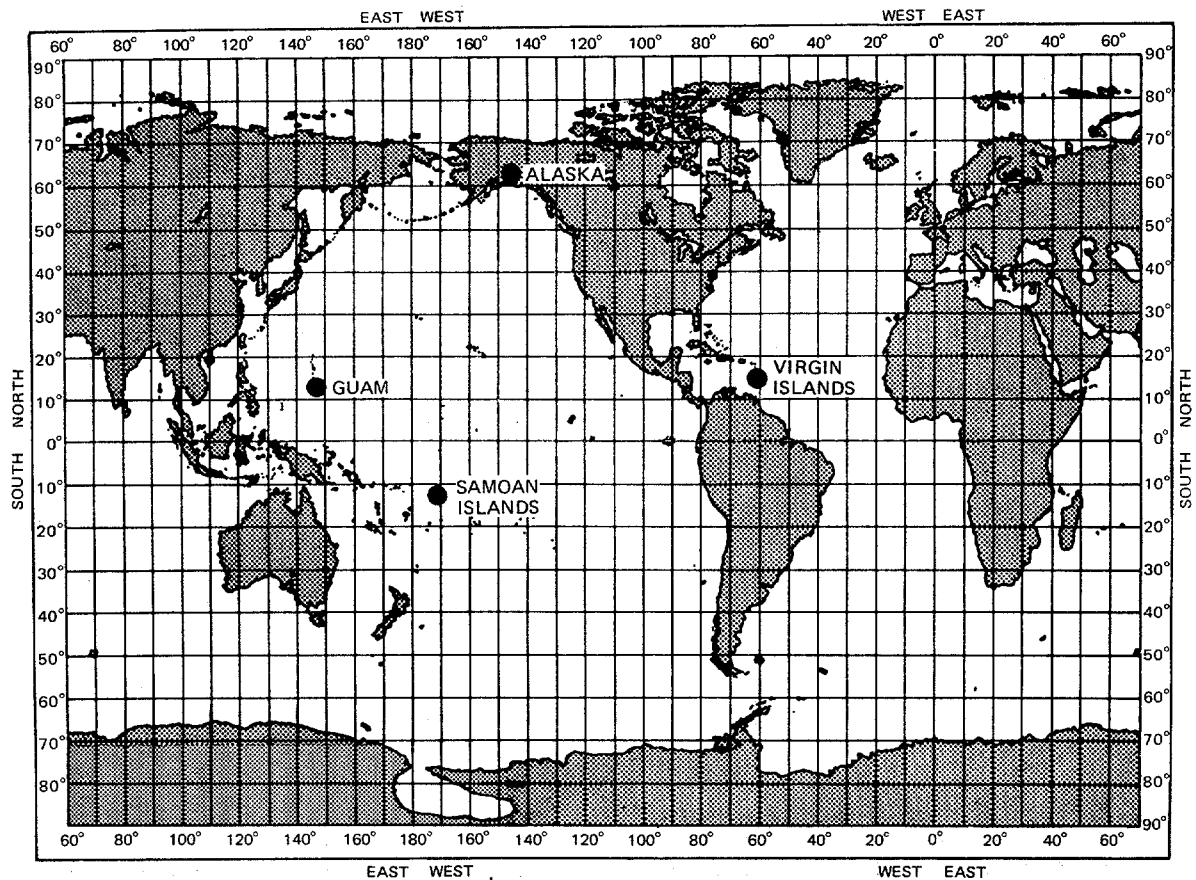 EAST WEST WEST EAST
60° 80° 100° 120° 140° 160° 180° 160° 140° 120° 100° 80° 60° 40° 20° 0° 20° 40° 60°
90° 90°
80° 80°
70° 70°
ALASKA
60° 60°
50° 50°
40° 40°
30° 30°
20° 20°
VIRGIN
ISLANDS
GUAM
10° 10°
NORTH NORTH
0° 0°
SOUTH SOUTH
SAMOAN
ISLANDS
10° 10°
20° 20°
30° 30°
40° 40°
50° 50°
60° 60°
70° 70°
80° 80°
90°
60° 80° 100° 120° 140° 160° 180° 160° 140° 120° 100° 80° 60° 40° 20° 0° 20° 40° 60°
EAST WEST WEST EAST